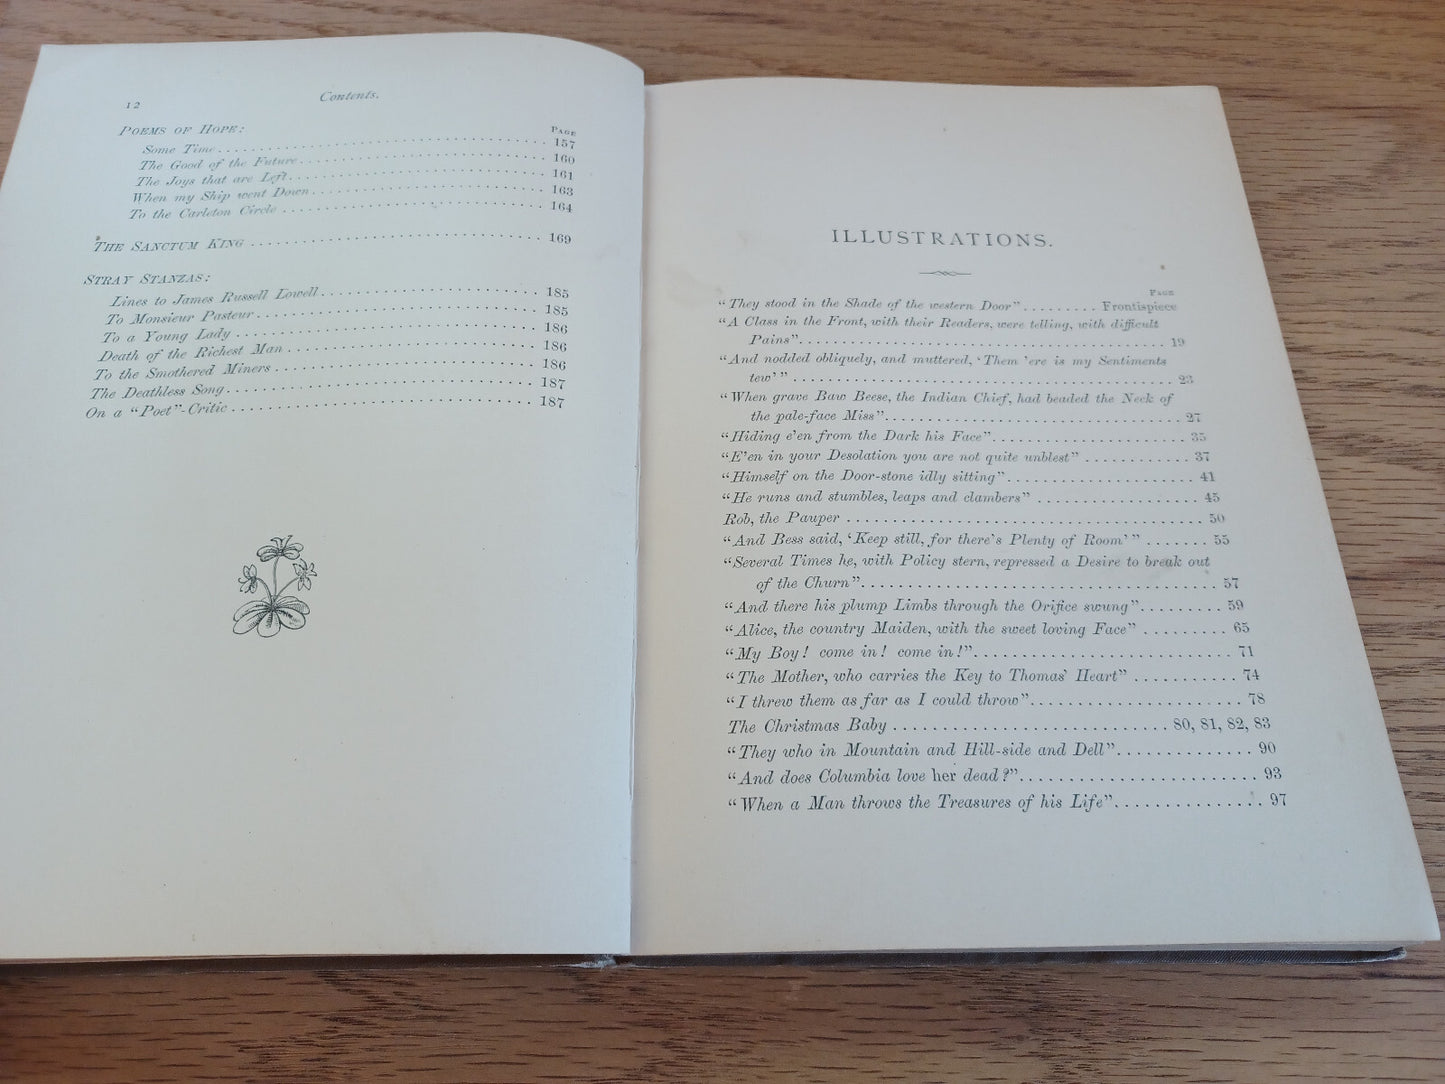 12 Contents.
POEMS OF HOPE: PAGE
Some Time 157
The Good of the Future 160
The Joys that are Left 161
When my Ship went Down 163
To the Carleton Circle 164
THE SANCTUM KING 169
STRAY STANZAS:
Lines to James Russell Lowell 185
To Monsieur Pasteur 185
To a Young Lady 186
Death of the Richest Man 186
To the Smothered Miners 186
The Deathless Song 187
On a "Poet"-Critic 187
ILLUSTRATIONS.
PAGE
"They stood in the Shade of the western Door" Frontispiece
"A Class in the Front, with their Readers, were telling, with difficult
Pains" 19
"And nodded obliquely, and muttered, 'Them 'ere is my Sentiments
tew'" 23
"When grave Baw Beese, the Indian Chief, had beaded the Neck of
the pale-face Miss" 27
"Hiding e'en from the Dark his Face" 35
"E'en in your Desolation you are not quite unblest" 37
"Himself on the Door-stone idly sitting" 41
"He runs and stumbles, leaps and clambers" 45
Rob, the Pauper 50
"And Bess said, 'Keep still, for there's Plenty of Room'" 55
"Several Times he, with Policy stern, repressed a Desire to break out
of the Churn" 57
"And there his plump Limbs through the Orifice swung" 59
"Alice, the country Maiden, with the sweet loving Face" 65
"My Boy! come in! come in!" 71
"The Mother, who carries the Key to Thomas' Heart" 74
"I threw them as far as I could throw" 78
The Christmas Baby 80, 81, 82, 83
"They who in Mountain and Hill-side and Dell" 90
"And does Columbia love her dead?" 93
"When a Man throws the Treasures of his Life" 97